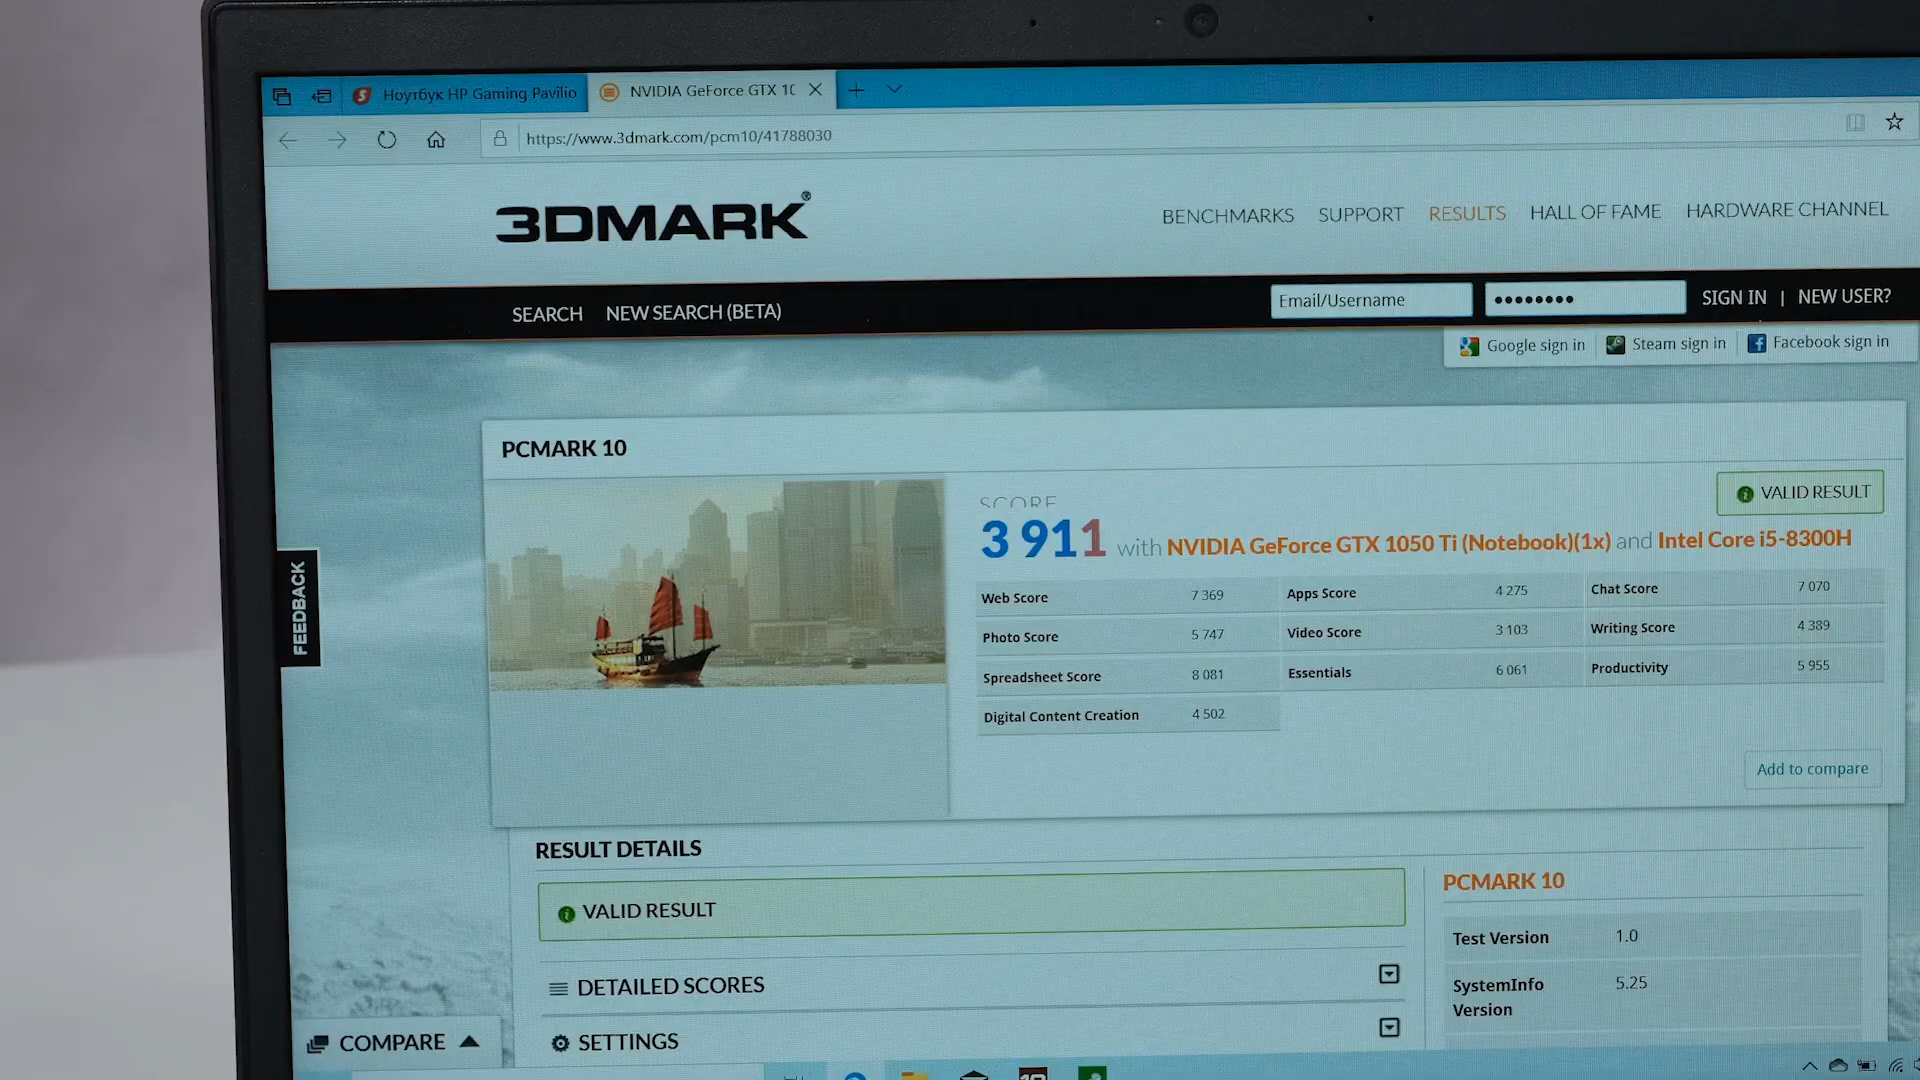 Ноутбук HP Gaming Pavilio
NVIDIA GeForce GTX 10
https://www.3dmark.com/pcm10/41788030
3DMARK®
BENCHMARKS SUPPORT RESULTS HALL OF FAME HARDWARE CHANNEL
SEARCH NEW SEARCH (BETA)
Email/Username
SIGN IN | NEW USER?
Google sign in Steam sign in Facebook sign in
PCMARK 10
VALID RESULT
SCORE
3 911 with NVIDIA GeForce GTX 1050 Ti (Notebook)(1x) and Intel Core i5-8300H
Web Score 7 369 Apps Score 4 275 Chat Score 7 070
Photo Score 5 747 Video Score 3 103 Writing Score 4 389
Spreadsheet Score 8 081 Essentials 6 061 Productivity 5 955
Digital Content Creation 4 502
Add to compare
FEEDBACK
RESULT DETAILS
VALID RESULT
DETAILED SCORES
SETTINGS
PCMARK 10
Test Version 1.0
SystemInfo Version 5.25
COMPARE